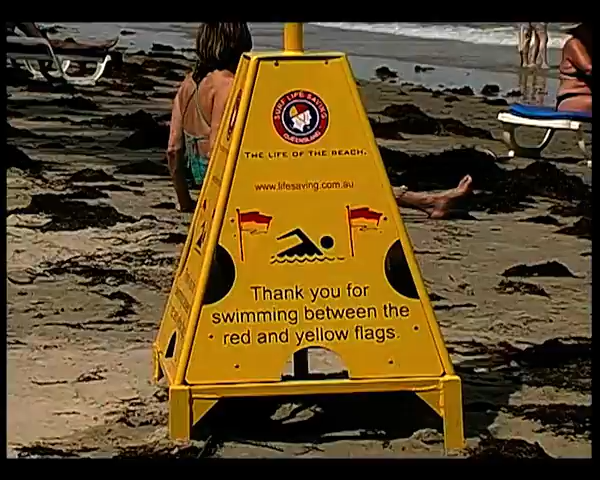 SURF LIFE SAVING
QUEENSLAND
THE LIFE OF THE BEACH.
www.lifesaving.com.au
Thank you for
swimming between the
red and yellow flags.